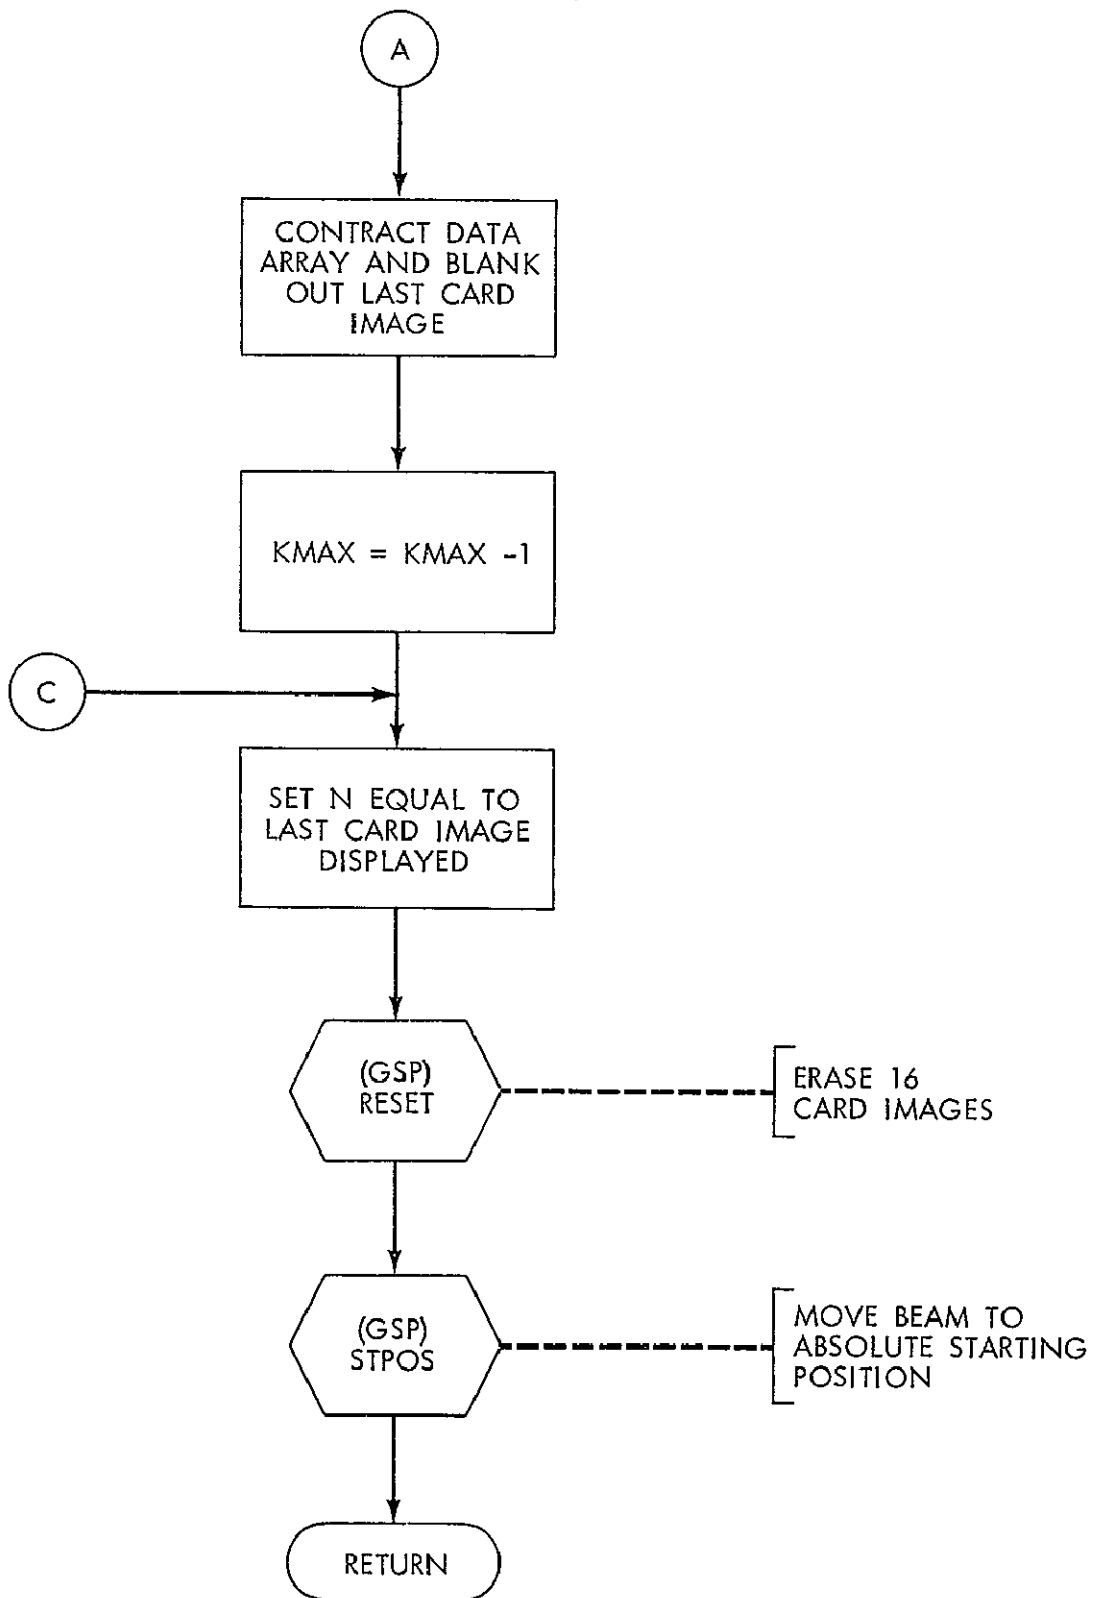 A
CONTRACT DATA
ARRAY AND BLANK
OUT LAST CARD
IMAGE
KMAX = KMAX -1
C
SET N EQUAL TO
LAST CARD IMAGE
DISPLAYED
(GSP)
RESET
ERASE 16
CARD IMAGES
(GSP)
STPOS
MOVE BEAM TO
ABSOLUTE STARTING
POSITION
RETURN